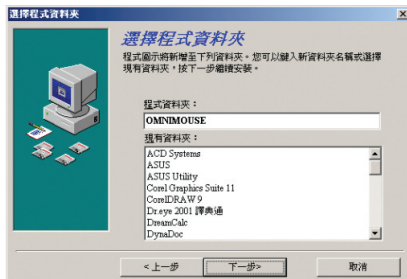 選擇程式資料夾
選擇程式資料夾
程式圖示將新增至下列資料夾。您可以鍵入新資料夾名稱或選擇
現有資料夾，按下一步繼續安裝。
程式資料夾：
OMNIMOUSE
現有資料夾：
ACD Systems
ASUS
ASUS Utility
Corel Graphics Suite 11
CorelDRAW 9
Dr.eye 2001 譯典通
DreamCalc
DynaDoc
<上一步
下一步>
取消